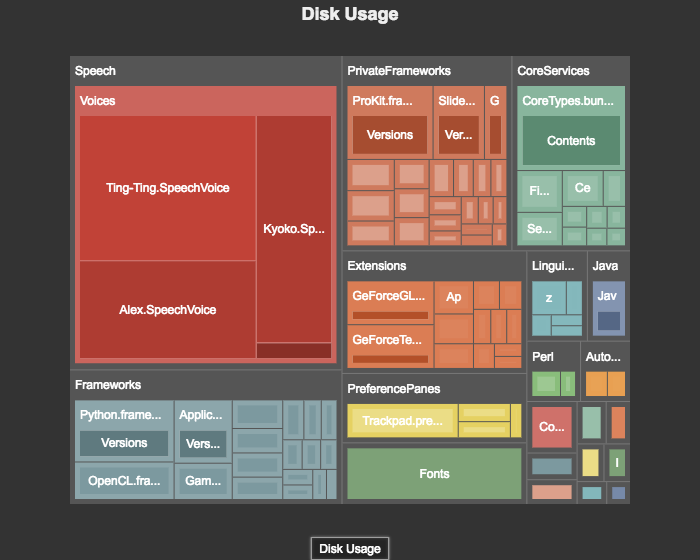 Disk Usage
Speech
Voices
Ting-Ting.SpeechVoice
Kyoko.Sp...
Alex.SpeechVoice
PrivateFrameworks
ProKit.fra...
Versions
Slide...
Ver...
G
CoreServices
CoreTypes.bun...
Contents
Fi...
Ce
Se...
Extensions
GeForceGL...
Ap
GeForceTe...
Lingui...
z
Java
Jav
Perl
Auto...
Frameworks
Python.frame...
Versions
Applic...
Vers...
OpenCL.fra...
Gam...
PreferencePanes
Trackpad.pre...
Fonts
Co...
I
Disk Usage